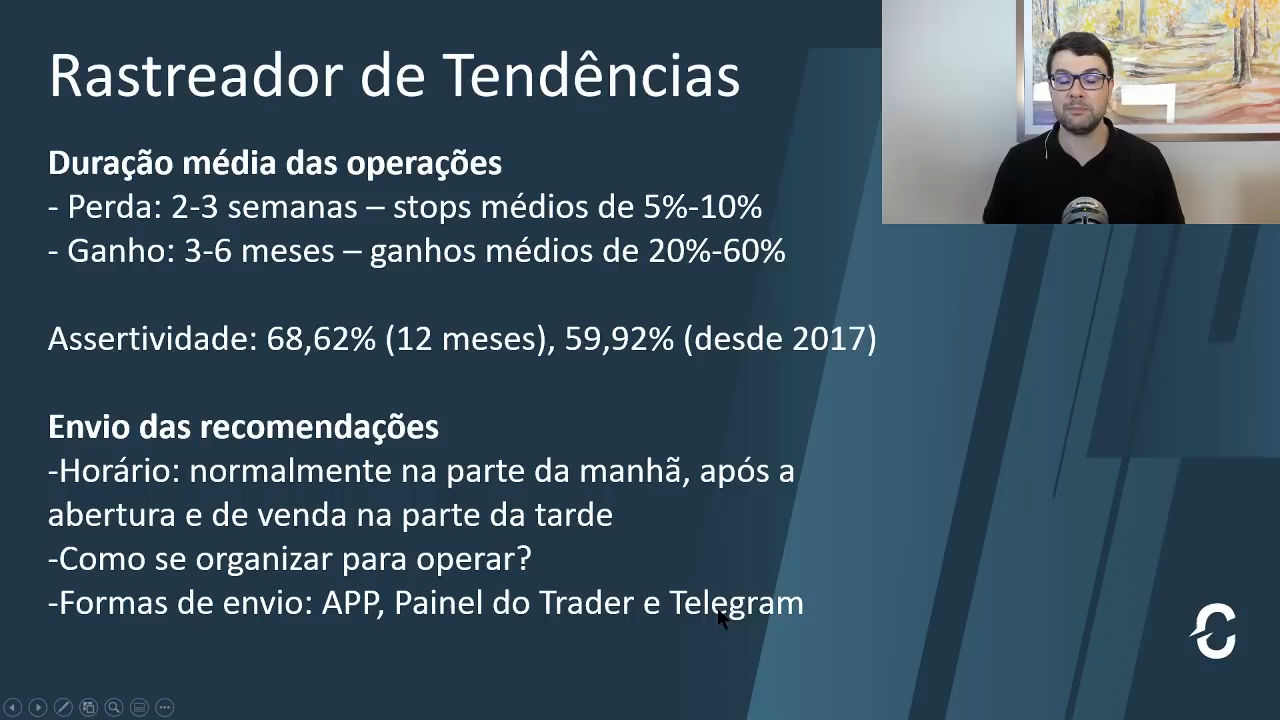 Rastreador de Tendências
Duração média das operações
- Perda: 2-3 semanas – stops médios de 5%-10%
- Ganho: 3-6 meses – ganhos médios de 20%-60%
Assertividade: 68,62% (12 meses), 59,92% (desde 2017)
Envio das recomendações
-Horário: normalmente na parte da manhã, após a
abertura e de venda na parte da tarde
-Como se organizar para operar?
-Formas de envio: APP, Painel do Trader e Telegram